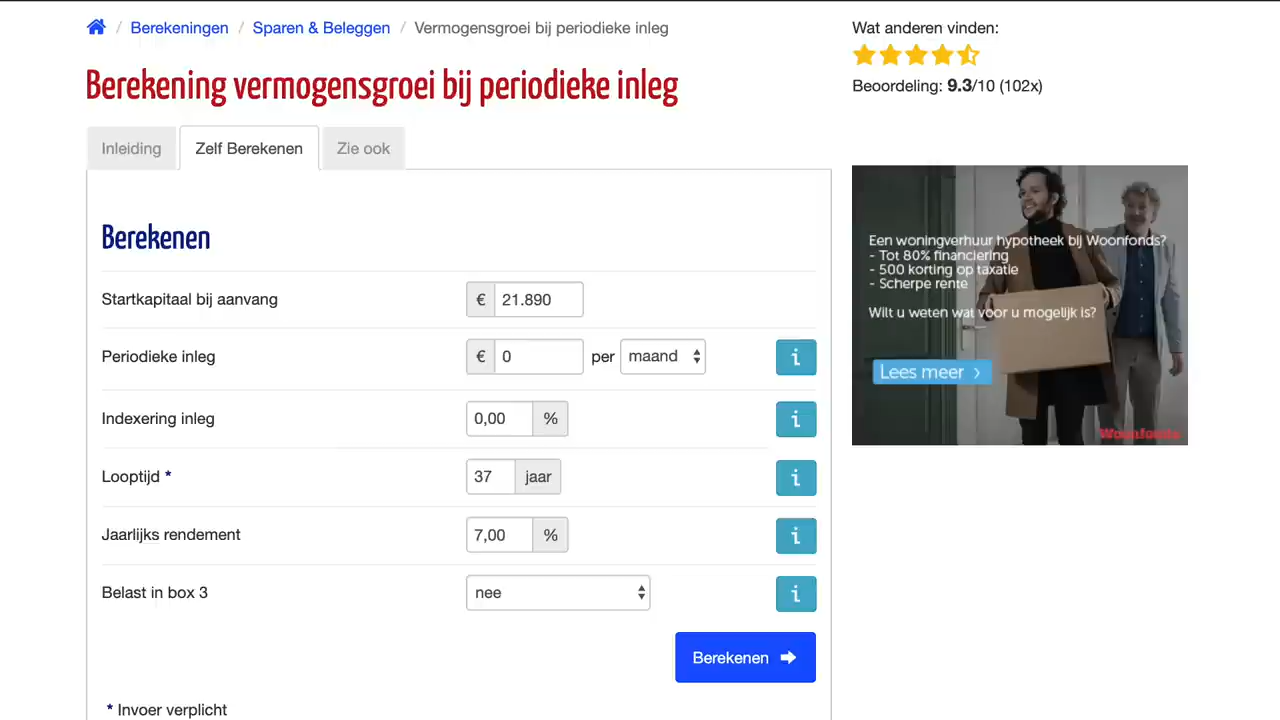 / Berekeningen / Sparen & Beleggen / Vermogensgroei bij periodieke inleg
Berekening vermogensgroei bij periodieke inleg
Inleiding
Zelf Berekenen
Zie ook
Berekenen
Startkapitaal bij aanvang € 21.890
Periodieke inleg € 0 per maand i
Indexering inleg 0,00 % i
Looptijd * 37 jaar i
Jaarlijks rendement 7,00 % i
Belast in box 3 nee i
Berekenen
* Invoer verplicht
Wat anderen vinden:
Beoordeling: 9.3/10 (102x)
Een woningverhuur hypotheek bij Woonfonds?
- Tot 80% financiering
- 500 korting op taxatie
- Scherpe rente
Wilt u weten wat voor u mogelijk is?
Lees meer ›
Woonfonds